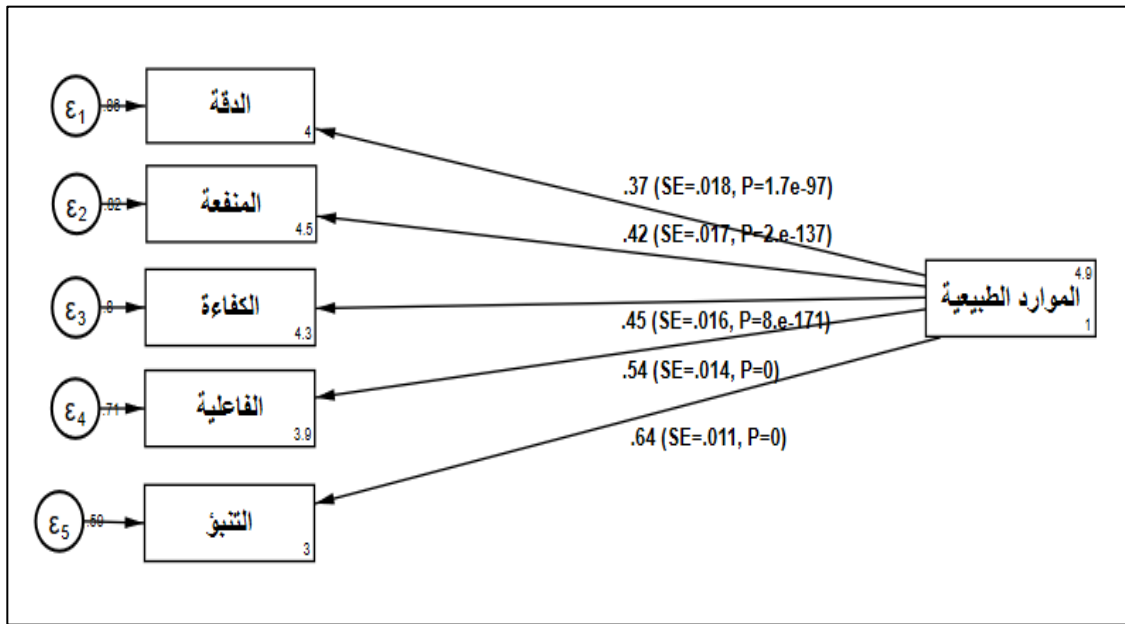 ε1
.86
الدقة
4
ε2
.82
المنفعة
4.5
ε3
.8
الكفاءة
4.3
ε4
.71
الفاعلية
3.9
ε5
.59
التنبؤ
3
.37 (SE=.018, P=1.7e-97)
.42 (SE=.017, P=2.e-137)
.45 (SE=.016, P=8.e-171)
.54 (SE=.014, P=0)
.64 (SE=.011, P=0)
4.9
الموارد الطبيعية
1